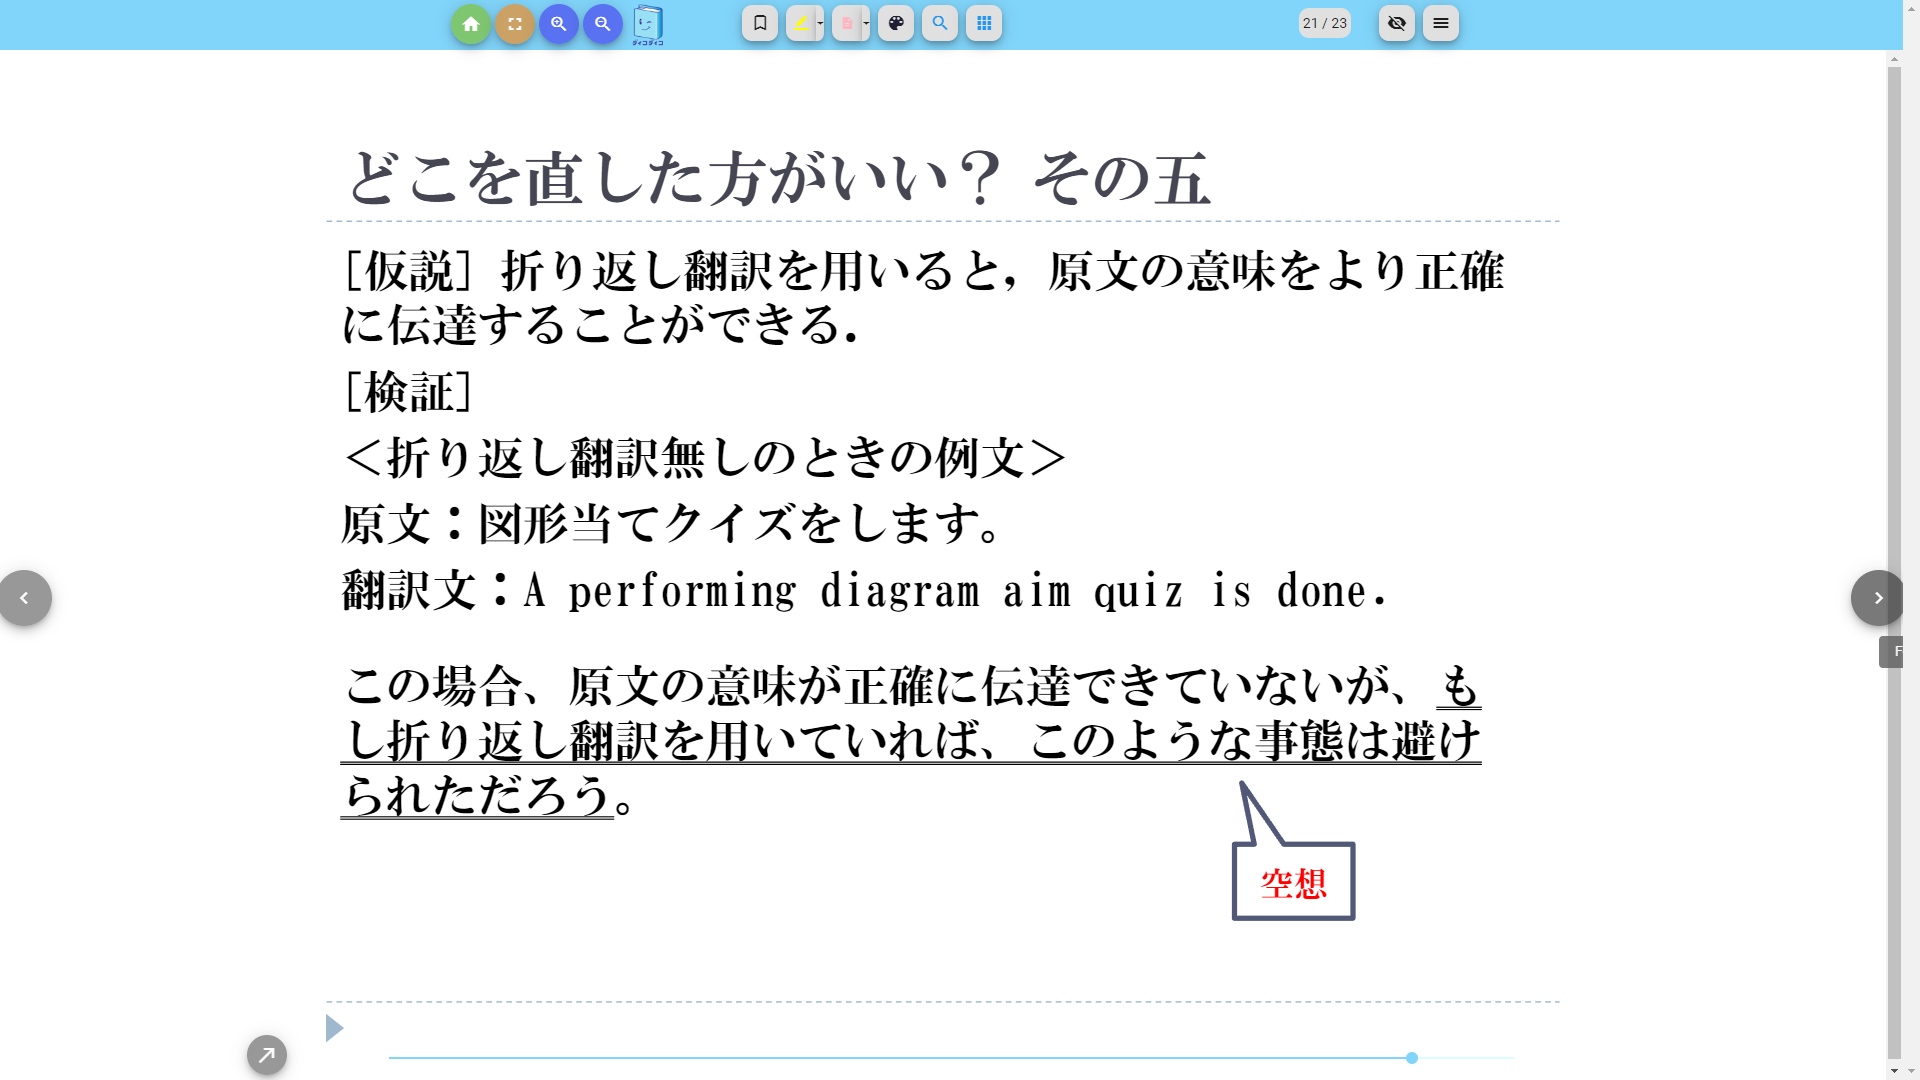 ダィコダィコ
21 / 23
どこを直した方がいい？ その五
［仮説］折り返し翻訳を用いると，原文の意味をより正確
に伝達することができる．
［検証］
＜折り返し翻訳無しのときの例文＞
原文：図形当てクイズをします。
翻訳文：A performing diagram aim quiz is done.
この場合、原文の意味が正確に伝達できていないが、も
し折り返し翻訳を用いていれば、このような事態は避け
られただろう。
空想
F